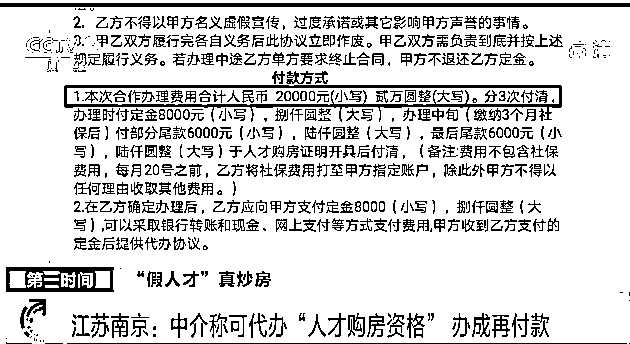 2. 乙方不得以甲方名义虚假宣传，过度承诺或其它影响甲方声誉的事情。
3. 甲乙双方履行完各自义务后此协议立即作废。甲乙双方需负责到底并按上述
规定履行义务。若办理中途乙方单方要求终止合同，甲方不退还乙方定金。
付款方式
1.本次合作办理费用合计人民币 20000元(小写) 贰万圆整(大写)。分3次付清，
办理时付定金8000元（小写），捌仟圆整（大写），办理中旬（缴纳3个月社
保后）付部分尾款6000元（小写），陆仟圆整（大写），最后尾款6000元（小
写），陆仟圆整（大写）于人才购房证明开具后付清，（备注:费用不包含社保
费用，每月20号之前，乙方将社保费用打至甲方指定账户，除此外甲方不得以
任何理由收取其他费用。）
2.在乙方确定办理后，乙方应向甲方支付定金8000（小写），捌仟圆整（大
写）,可以采取银行转账和现金、网上支付等方式支付费用,甲方收到乙方支付的
定金后提供代办协议。
第一时间 “假人才”真炒房
江苏南京：中介称可代办“人才购房资格” 办成再付款